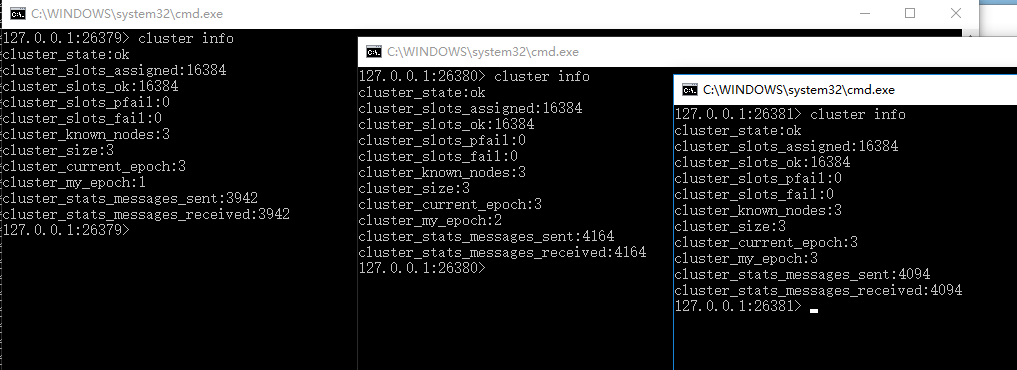 C:\WINDOWS\system32\cmd.exe
127.0.0.1:26379> cluster info
cluster_state:ok
cluster_slots_assigned:16384
cluster_slots_ok:16384
cluster_slots_pfail:0
cluster_slots_fail:0
cluster_known_nodes:3
cluster_size:3
cluster_current_epoch:3
cluster_my_epoch:1
cluster_stats_messages_sent:3942
cluster_stats_messages_received:3942
127.0.0.1:26379>
C:\WINDOWS\system32\cmd.exe
127.0.0.1:26380> cluster info
cluster_state:ok
cluster_slots_assigned:16384
cluster_slots_ok:16384
cluster_slots_pfail:0
cluster_slots_fail:0
cluster_known_nodes:3
cluster_size:3
cluster_current_epoch:3
cluster_my_epoch:2
cluster_stats_messages_sent:4164
cluster_stats_messages_received:4164
127.0.0.1:26380>
C:\WINDOWS\system32\cmd.exe
127.0.0.1:26381> cluster info
cluster_state:ok
cluster_slots_assigned:16384
cluster_slots_ok:16384
cluster_slots_pfail:0
cluster_slots_fail:0
cluster_known_nodes:3
cluster_size:3
cluster_current_epoch:3
cluster_my_epoch:3
cluster_stats_messages_sent:4094
cluster_stats_messages_received:4094
127.0.0.1:26381>